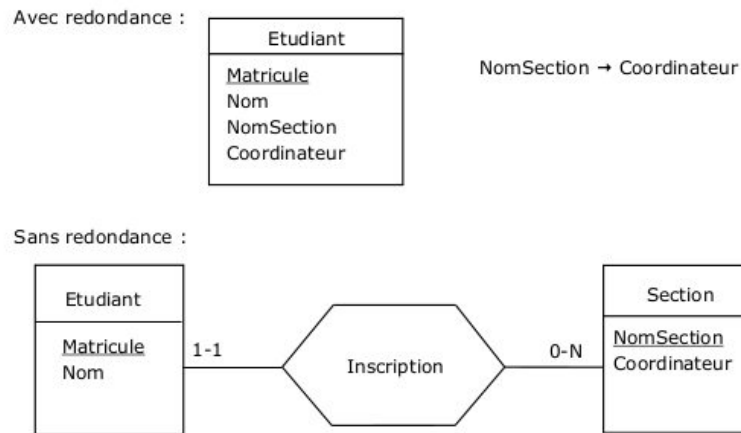 Avec redondance :
Etudiant
Matricule
Nom
NomSection
Coordinateur
NomSection → Coordinateur
Sans redondance :
Etudiant
Matricule
Nom
1-1
Inscription
0-N
Section
NomSection
Coordinateur